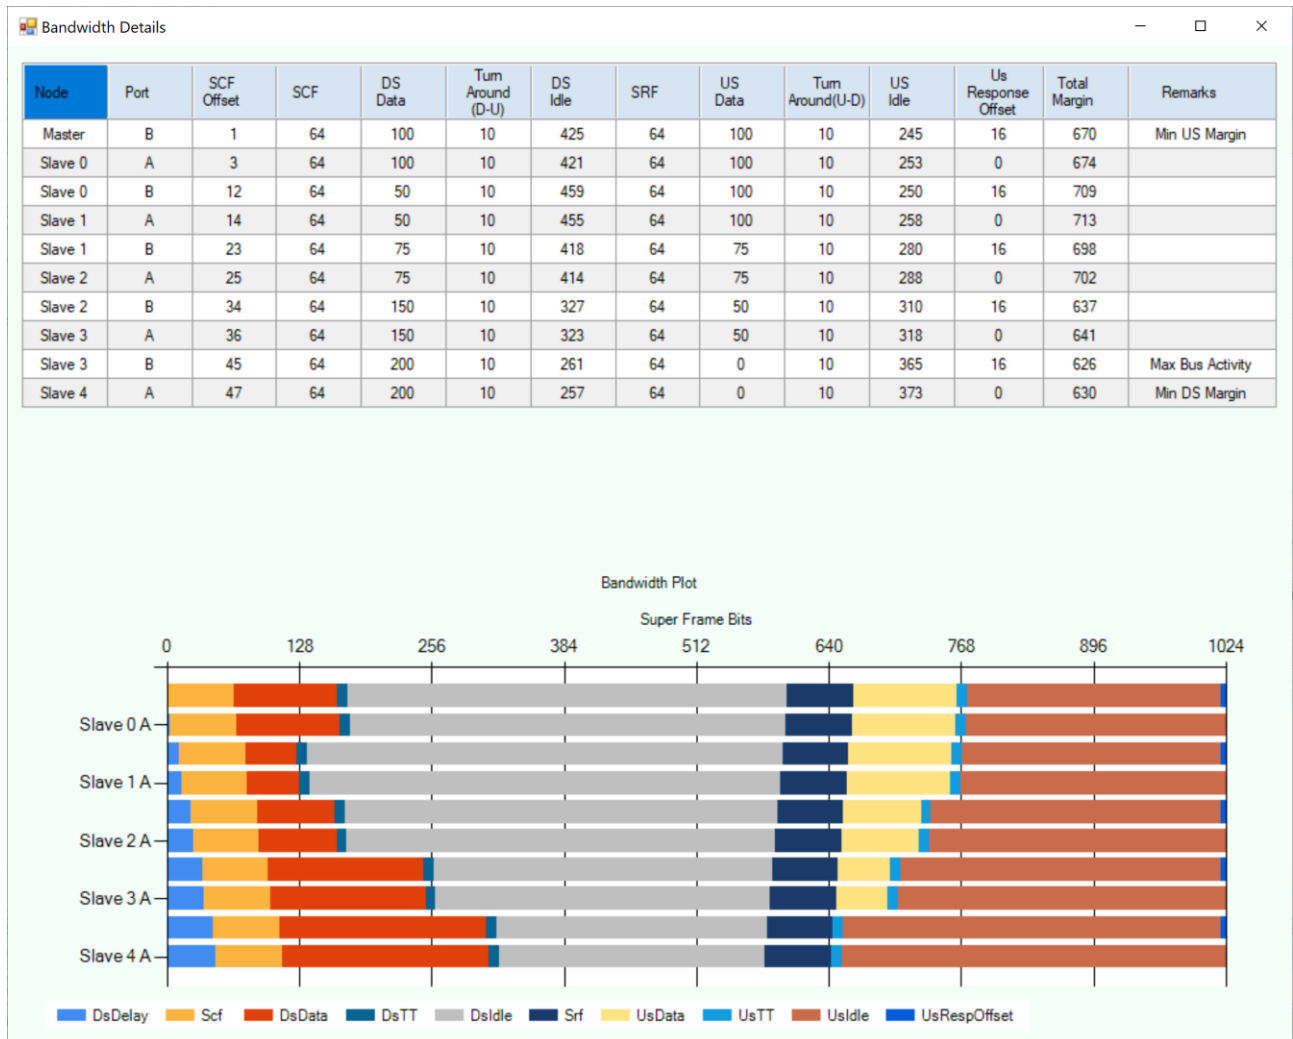 Bandwidth Details
Node Port SCF Offset SCF DS Data Turn Around (D-U) DS Idle SRF US Data Turn Around(U-D) US Idle Us Response Offset Total Margin Remarks
Master B 1 64 100 10 425 64 100 10 245 16 670 Min US Margin
Slave 0 A 3 64 100 10 421 64 100 10 253 0 674
Slave 0 B 12 64 50 10 459 64 100 10 250 16 709
Slave 1 A 14 64 50 10 455 64 100 10 258 0 713
Slave 1 B 23 64 75 10 418 64 75 10 280 16 698
Slave 2 A 25 64 75 10 414 64 75 10 288 0 702
Slave 2 B 34 64 150 10 327 64 50 10 310 16 637
Slave 3 A 36 64 150 10 323 64 50 10 318 0 641
Slave 3 B 45 64 200 10 261 64 0 10 365 16 626 Max Bus Activity
Slave 4 A 47 64 200 10 257 64 0 10 373 0 630 Min DS Margin
Bandwidth Plot
Super Frame Bits
0 128 256 384 512 640 768 896 1024
Slave 0 A
Slave 1 A
Slave 2 A
Slave 3 A
Slave 4 A
DsDelay Scf DsData DsTT DsIdle Srf UsData UsTT UsIdle UsRespOffset